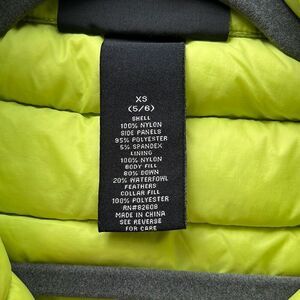 XS
(5/6)
SHELL
100% NYLON
SIDE PANELS
95% POLYESTER
5% SPANDEX
LINING
100% NYLON
BODY FILL
80% DOWN
20% WATERFOWL
FEATHERS
COLLAR FILL
100% POLYESTER
RN#82609
MADE IN CHINA
SEE REVERSE
FOR CARE